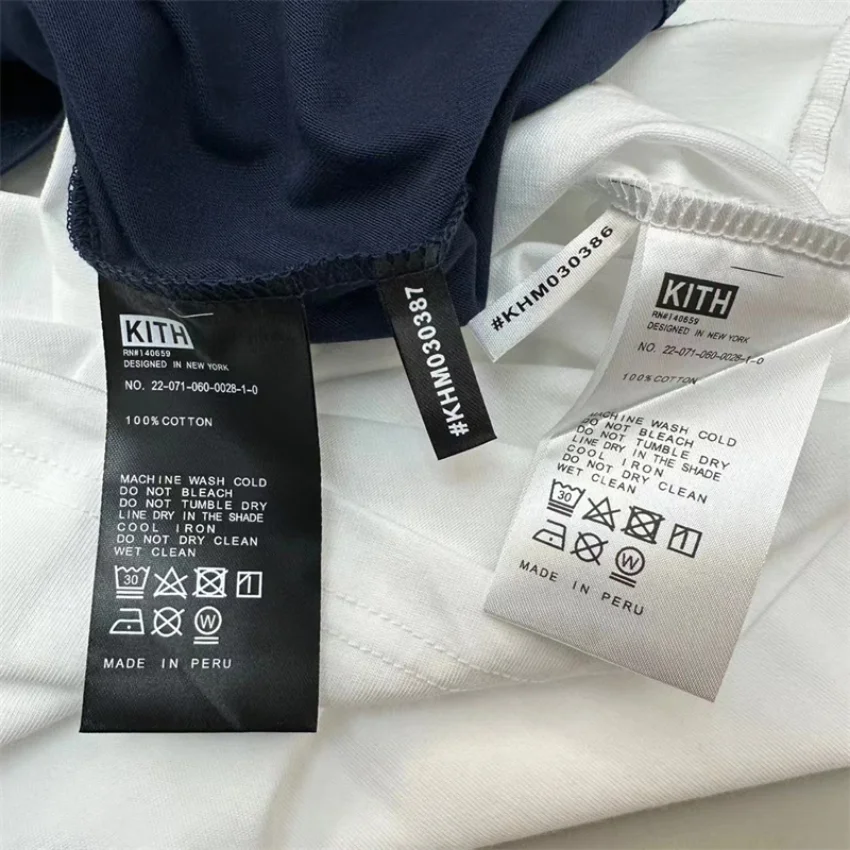 KITH
RN#140659
DESIGNED IN NEW YORK
NO. 22-071-060-0028-1-0
100% COTTON
MACHINE WASH COLD
DO NOT BLEACH
DO NOT TUMBLE DRY
LINE DRY IN THE SHADE
COOL IRON
DO NOT DRY CLEAN
WET CLEAN
30
W
MADE IN PERU
#KHM030387
#KHM030386
KITH
RN#140659
DESIGNED IN NEW YORK
NO. 22-071-060-0028-1-0
100% COTTON
MACHINE WASH COLD
DO NOT BLEACH
DO NOT TUMBLE DRY
LINE DRY IN THE SHADE
COOL IRON
DO NOT DRY CLEAN
WET CLEAN
30
W
MADE IN PERU